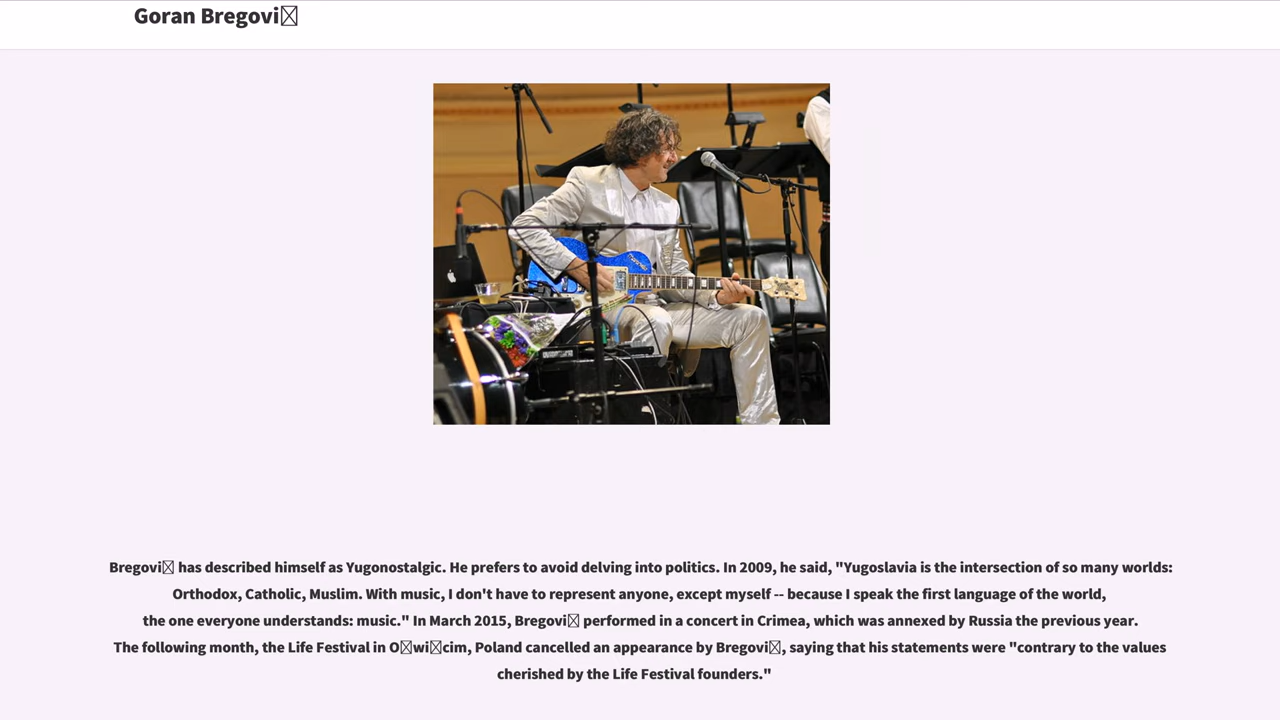 Goran Bregovi☒
Bregovi☒ has described himself as Yugonostalgic. He prefers to avoid delving into politics. In 2009, he said, "Yugoslavia is the intersection of so many worlds:
Orthodox, Catholic, Muslim. With music, I don't have to represent anyone, except myself -- because I speak the first language of the world,
the one everyone understands: music." In March 2015, Bregovi☒ performed in a concert in Crimea, which was annexed by Russia the previous year.
The following month, the Life Festival in O☒wi☒cim, Poland cancelled an appearance by Bregovi☒, saying that his statements were "contrary to the values
cherished by the Life Festival founders."